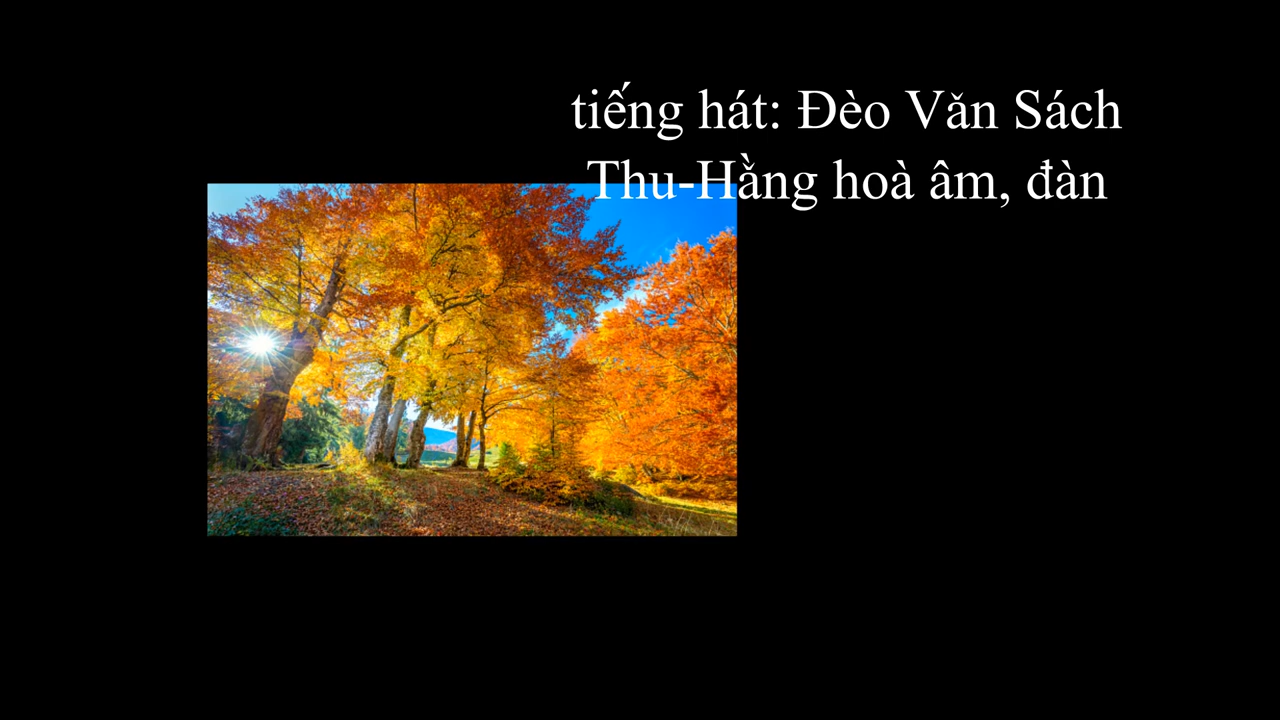 tiếng hát: Đèo Văn Sách
Thu-Hằng hoà âm, đàn